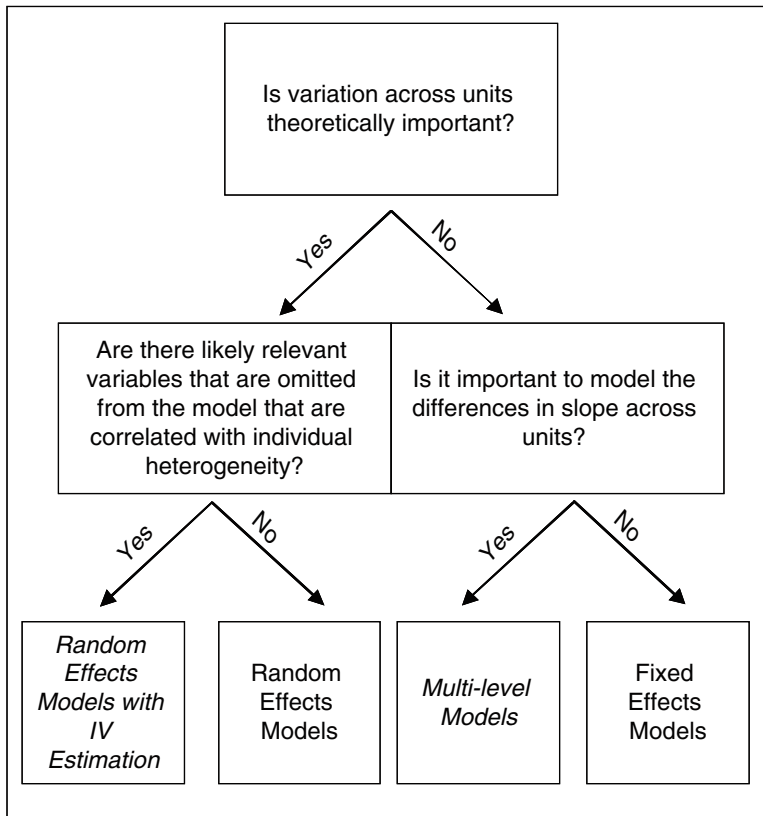 Is variation across units
theoretically important?
Yes
No
Are there likely relevant
variables that are omitted
from the model that are
correlated with individual
heterogeneity?
Is it important to model the
differences in slope across
units?
Yes
No
Yes
No
Random
Effects
Models with
IV
Estimation
Random
Effects
Models
Multi-level
Models
Fixed
Effects
Models